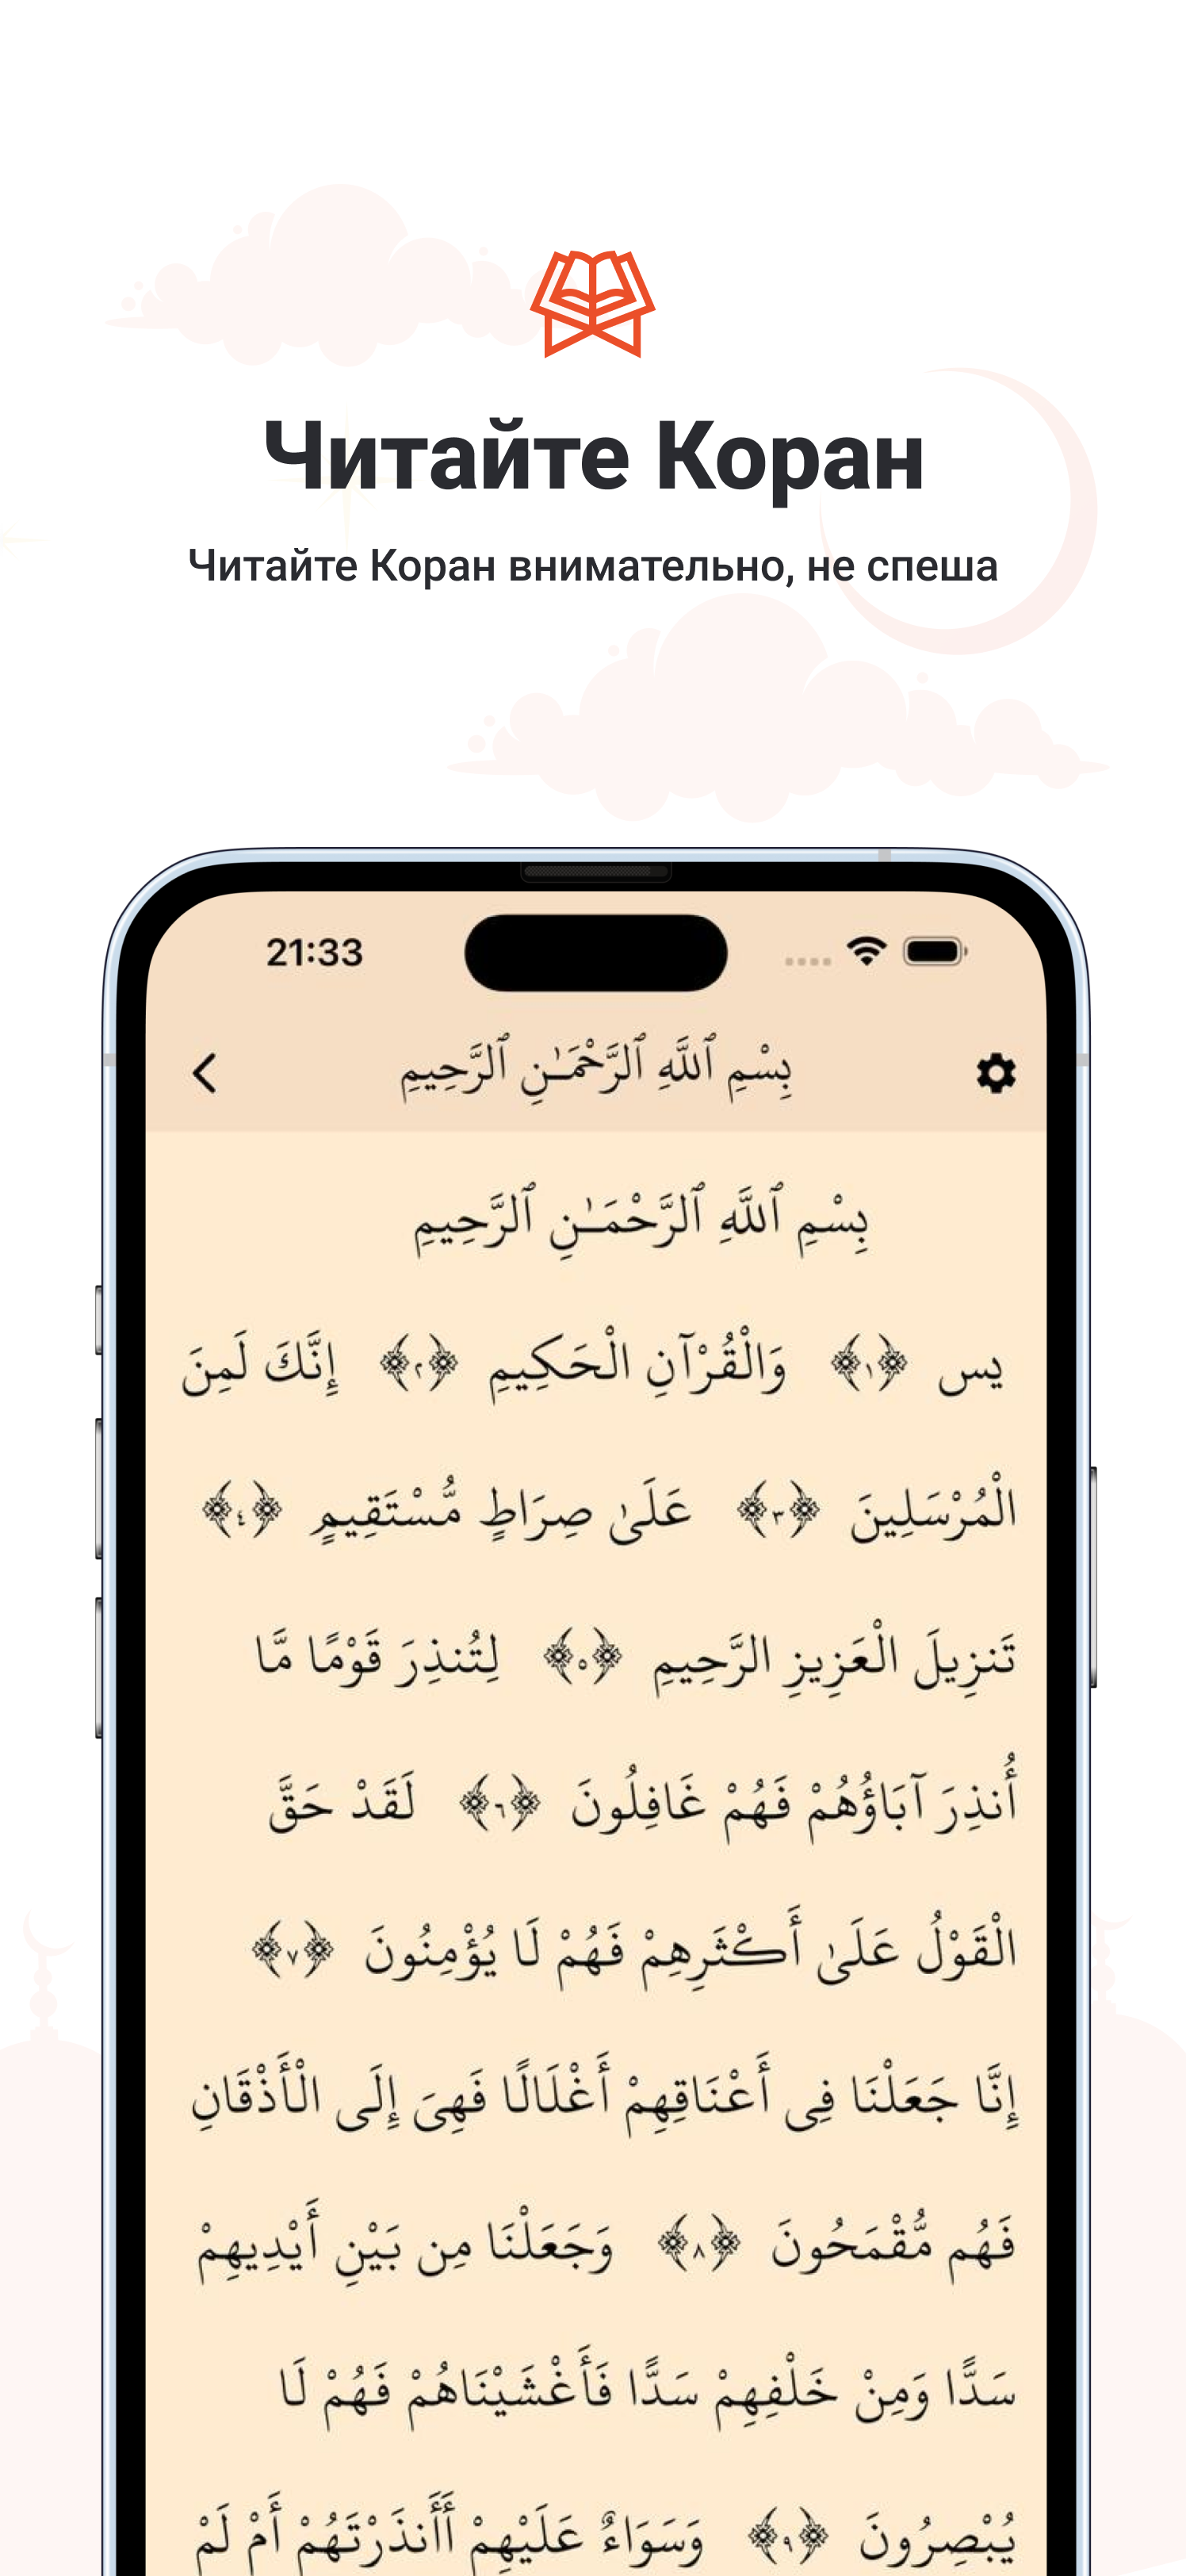 Читайте Коран
Читайте Коран внимательно, не спеша
21:33
بِسْمِ ٱللَّهِ ٱلرَّحْمَـٰنِ ٱلرَّحِيمِ
بِسْمِ ٱللَّهِ ٱلرَّحْمَـٰنِ ٱلرَّحِيمِ
يس ﴿١﴾ وَالْقُرْآنِ الْحَكِيمِ ﴿٢﴾ إِنَّكَ لَمِنَ
الْمُرْسَلِينَ ﴿٣﴾ عَلَىٰ صِرَاطٍ مُّسْتَقِيمٍ ﴿٤﴾
تَنزِيلَ الْعَزِيزِ الرَّحِيمِ ﴿٥﴾ لِتُنذِرَ قَوْمًا مَّا
أُنذِرَ آبَاؤُهُمْ فَهُمْ غَافِلُونَ ﴿٦﴾ لَقَدْ حَقَّ
الْقَوْلُ عَلَىٰ أَكْثَرِهِمْ فَهُمْ لَا يُؤْمِنُونَ ﴿٧﴾
إِنَّا جَعَلْنَا فِى أَعْنَاقِهِمْ أَغْلَالًا فَهِىَ إِلَى الْأَذْقَانِ
فَهُم مُّقْمَحُونَ ﴿٨﴾ وَجَعَلْنَا مِن بَيْنِ أَيْدِيهِمْ
سَدًّا وَمِنْ خَلْفِهِمْ سَدًّا فَأَغْشَيْنَاهُمْ فَهُمْ لَا
يُبْصِرُونَ ﴿٩﴾ وَسَوَاءٌ عَلَيْهِمْ أَأَنذَرْتَهُمْ أَمْ لَمْ